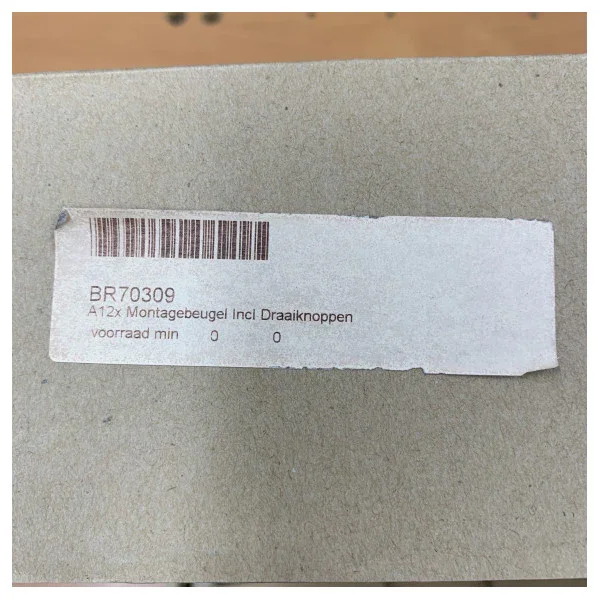 BR70309
A12x Montagebeugel Incl Draaiknoppen
voorraad min 0 0